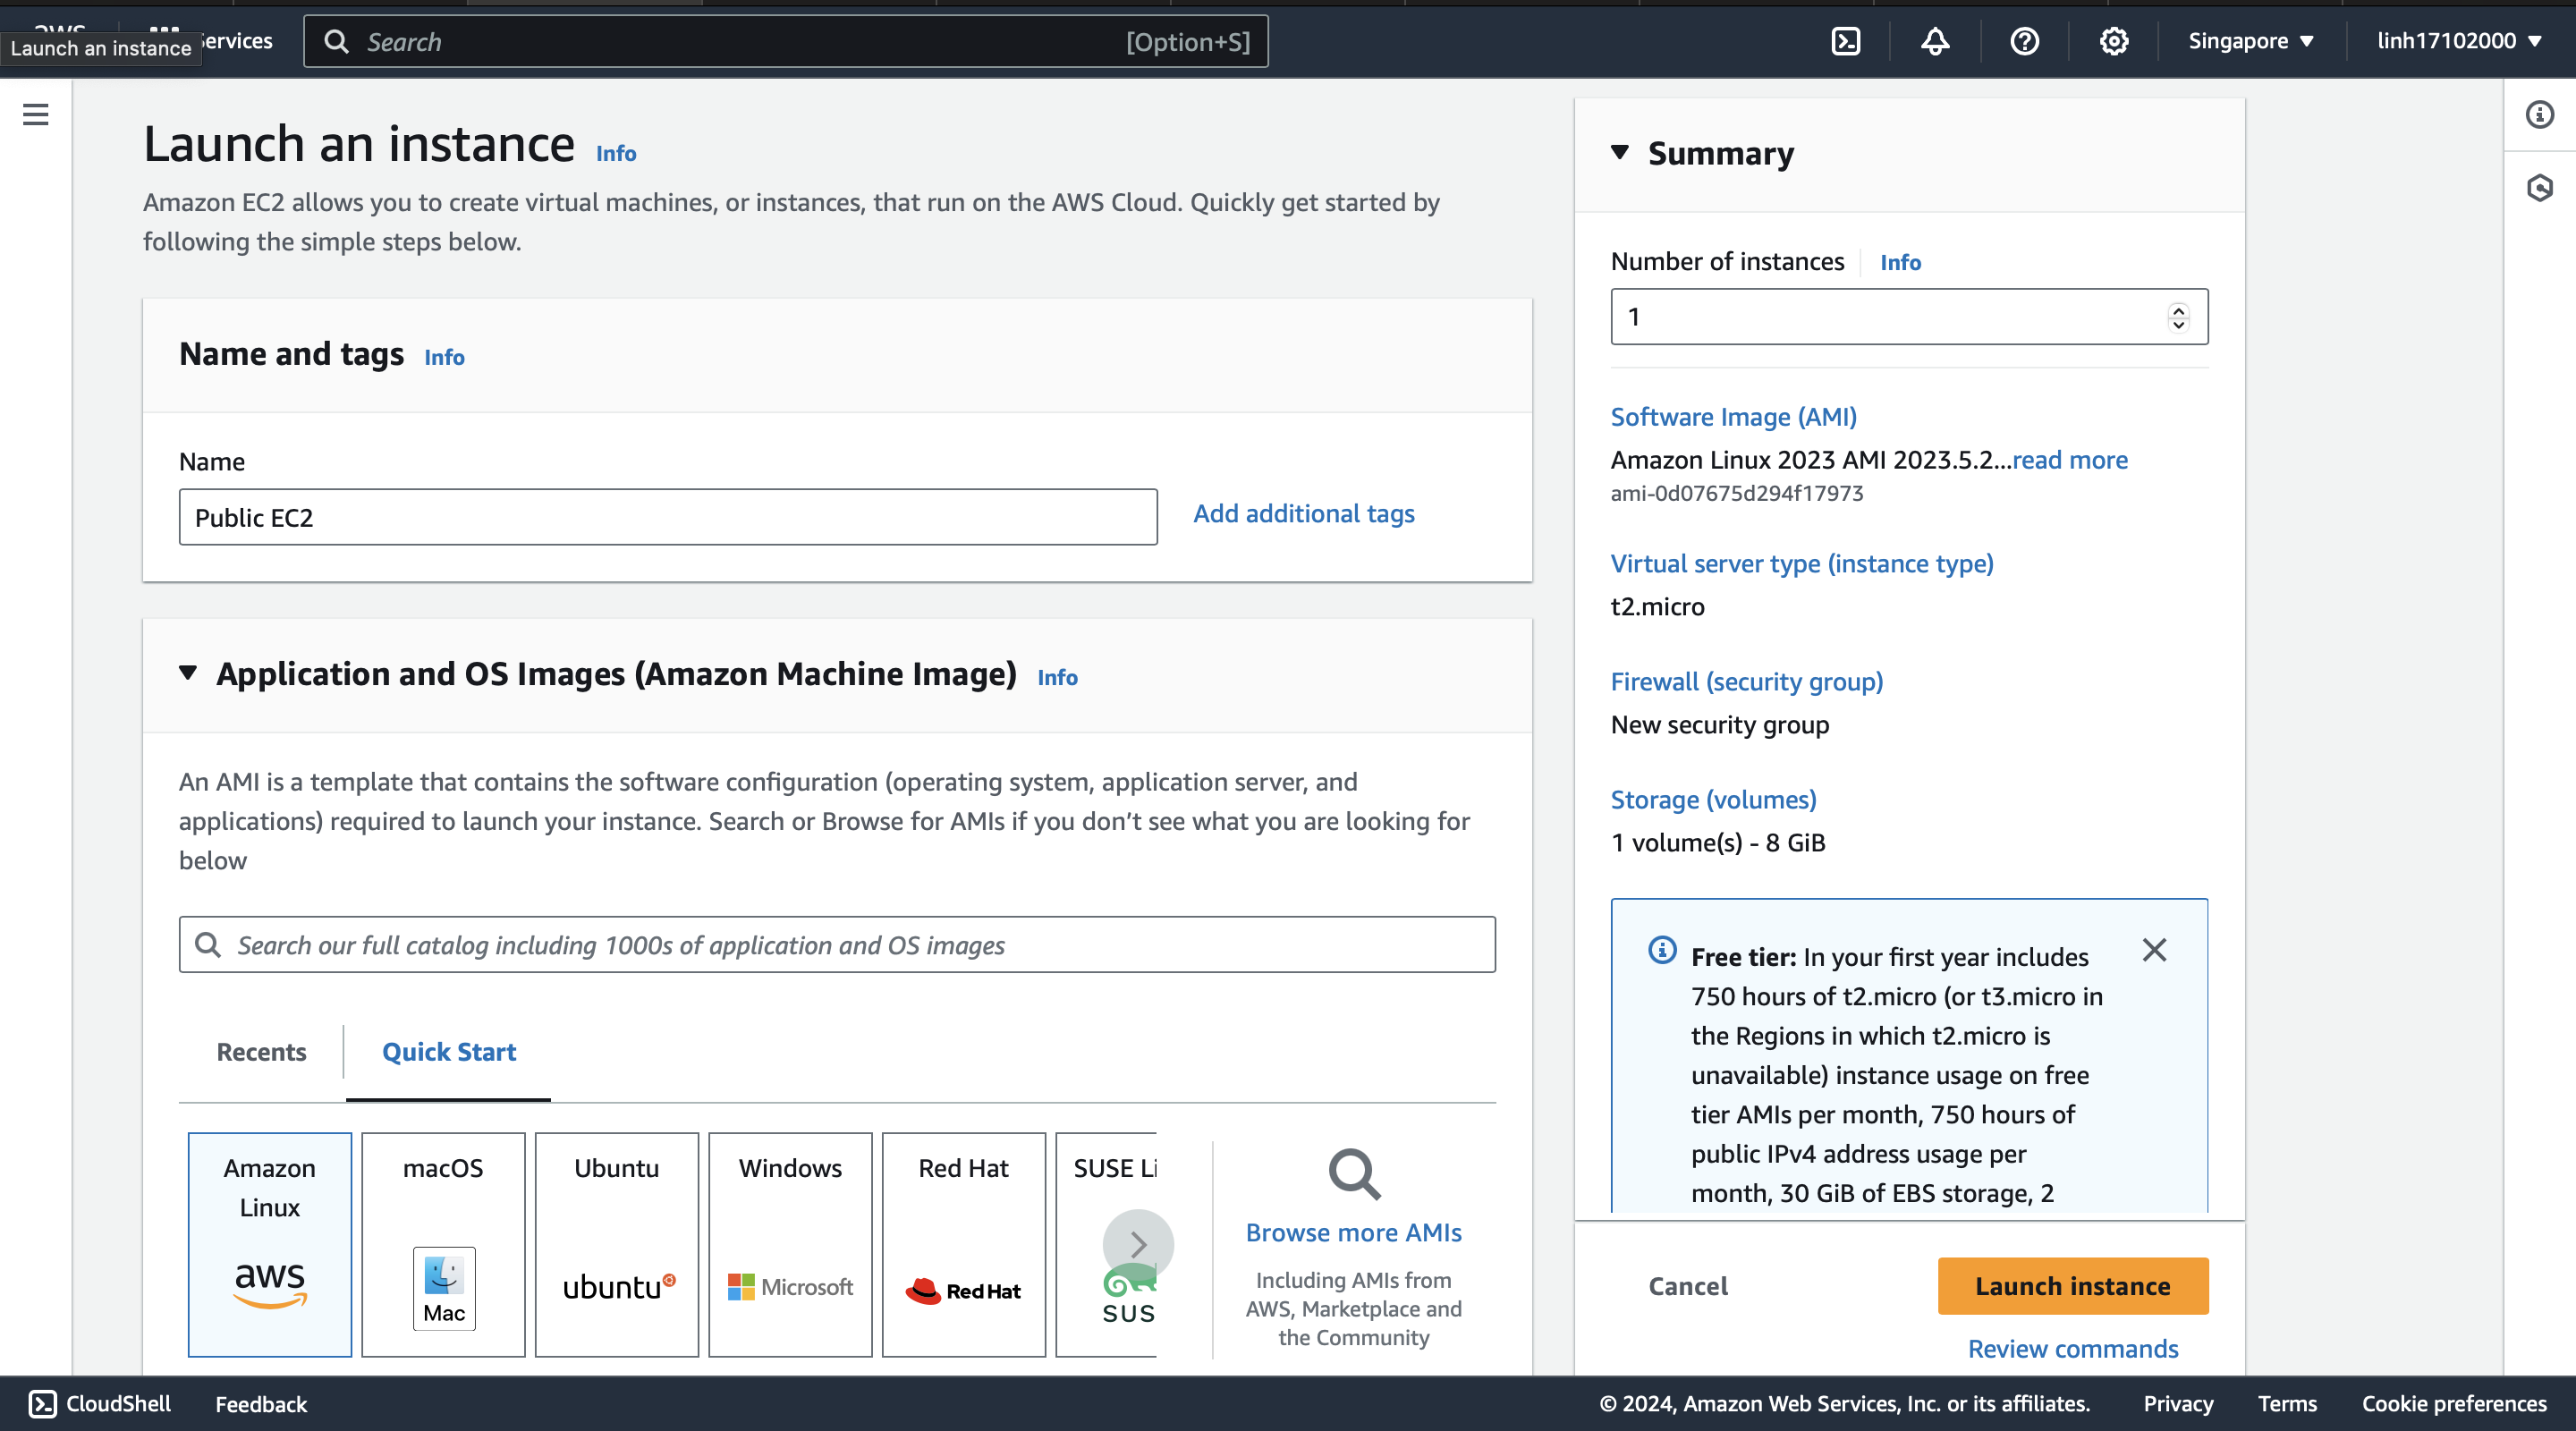 Launch an instance
Services
Search
[Option+S]
Singapore
linh17102000
Launch an instance Info
Amazon EC2 allows you to create virtual machines, or instances, that run on the AWS Cloud. Quickly get started by
following the simple steps below.
Name and tags Info
Name
Public EC2
Add additional tags
Application and OS Images (Amazon Machine Image) Info
An AMI is a template that contains the software configuration (operating system, application server, and
applications) required to launch your instance. Search or Browse for AMIs if you don’t see what you are looking for
below
Search our full catalog including 1000s of application and OS images
Recents
Quick Start
Amazon
Linux
aws
macOS
Mac
Ubuntu
ubuntu
Windows
Microsoft
Red Hat
Red Hat
SUSE Li
SUS
Browse more AMIs
Including AMIs from
AWS, Marketplace and
the Community
Summary
Number of instances Info
1
Software Image (AMI)
Amazon Linux 2023 AMI 2023.5.2...read more
ami-0d07675d294f17973
Virtual server type (instance type)
t2.micro
Firewall (security group)
New security group
Storage (volumes)
1 volume(s) - 8 GiB
Free tier: In your first year includes
750 hours of t2.micro (or t3.micro in
the Regions in which t2.micro is
unavailable) instance usage on free
tier AMIs per month, 750 hours of
public IPv4 address usage per
month, 30 GiB of EBS storage, 2
Cancel
Launch instance
Review commands
CloudShell
Feedback
© 2024, Amazon Web Services, Inc. or its affiliates.
Privacy
Terms
Cookie preferences